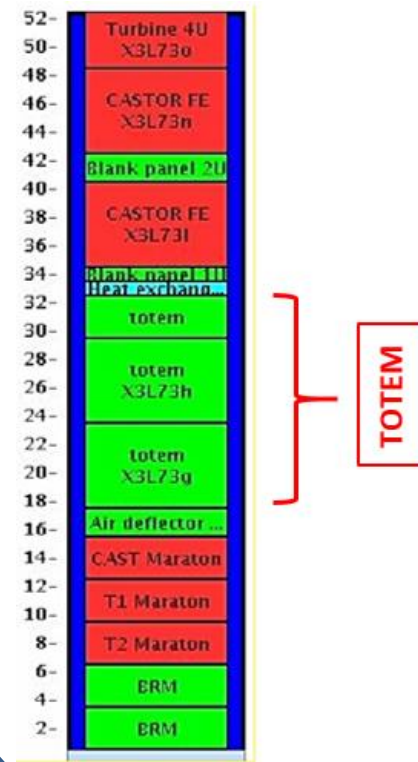 52-
Turbine 4U
50-
X3L73o
48-
46-
CASTOR FE
X3L73n
44-
42-
Blank panel 2U
40-
38-
CASTOR FE
X3L73l
36-
34-
Blank panel 1U
Heat exchang...
32-
totem
30-
28-
totem
26-
X3L73h
24-
22-
totem
20-
X3L73g
18-
Air deflector ...
16-
14-
CAST Maraton
12-
T1 Maraton
10-
8-
T2 Maraton
6-
BRM
4-
2-
BRM
TOTEM